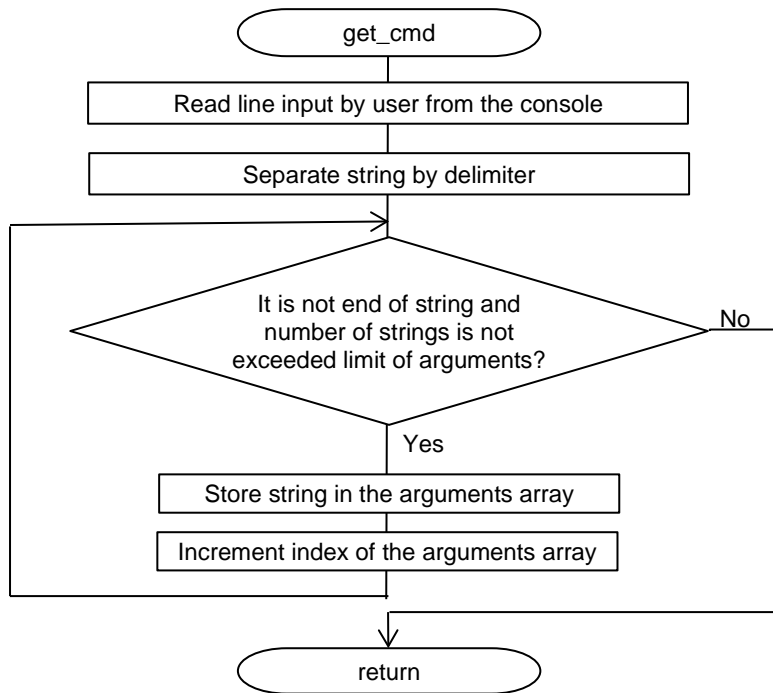 get_cmd
Read line input by user from the console
Separate string by delimiter
It is not end of string and
number of strings is not
exceeded limit of arguments?
No
Yes
Store string in the arguments array
Increment index of the arguments array
return